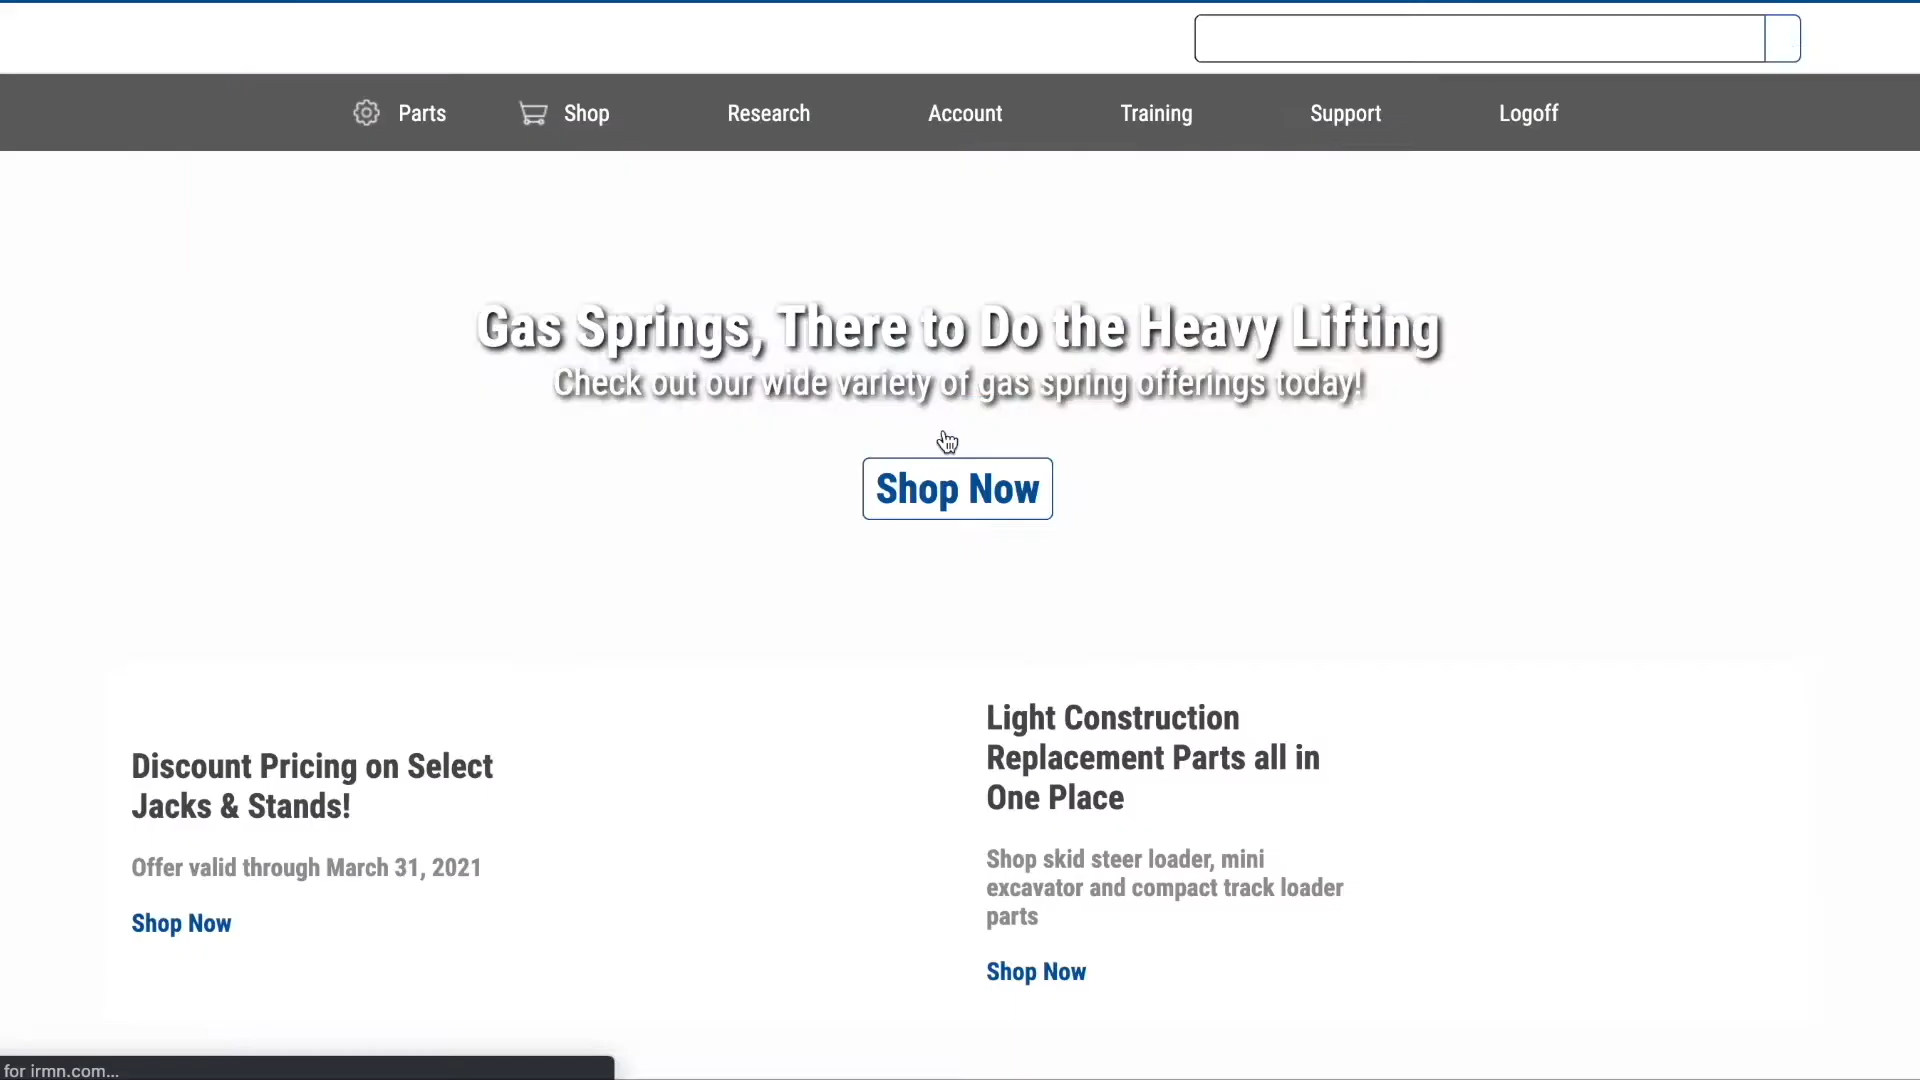 Parts Shop Research Account Training Support Logoff
Gas Springs, There to Do the Heavy Lifting
Check out our wide variety of gas spring offerings today!
Shop Now
Discount Pricing on Select
Jacks & Stands!
Offer valid through March 31, 2021
Shop Now
Light Construction
Replacement Parts all in
One Place
Shop skid steer loader, mini
excavator and compact track loader
parts
Shop Now
for irmn.com...